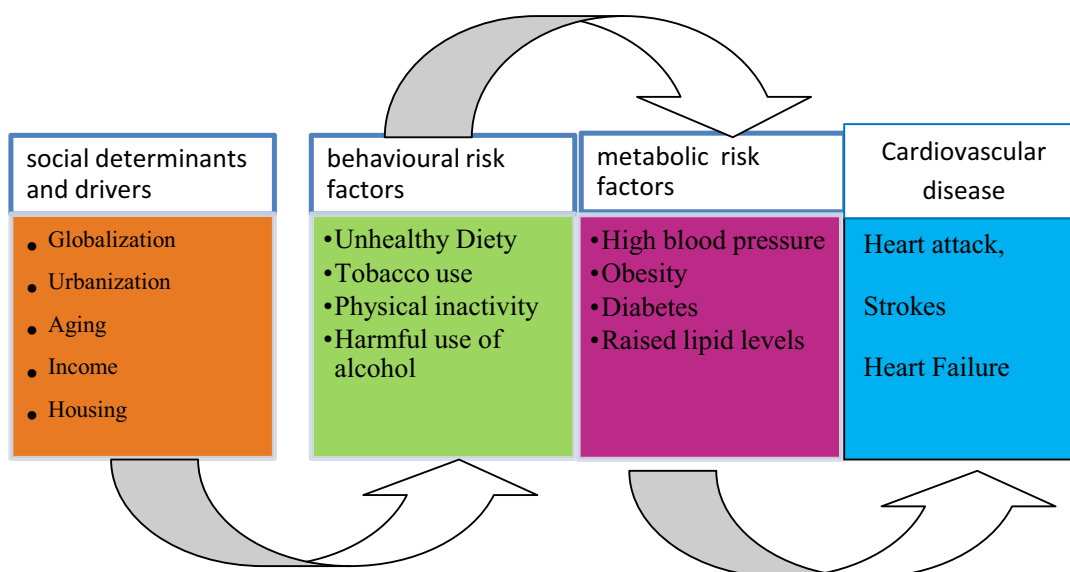 social determinants
and drivers
• Globalization
• Urbanization
• Aging
• Income
• Housing
behavioural risk
factors
•Unhealthy Diety
•Tobacco use
•Physical inactivity
•Harmful use of
alcohol
metabolic risk
factors
•High blood pressure
•Obesity
•Diabetes
•Raised lipid levels
Cardiovascular
disease
Heart attack,
Strokes
Heart Failure